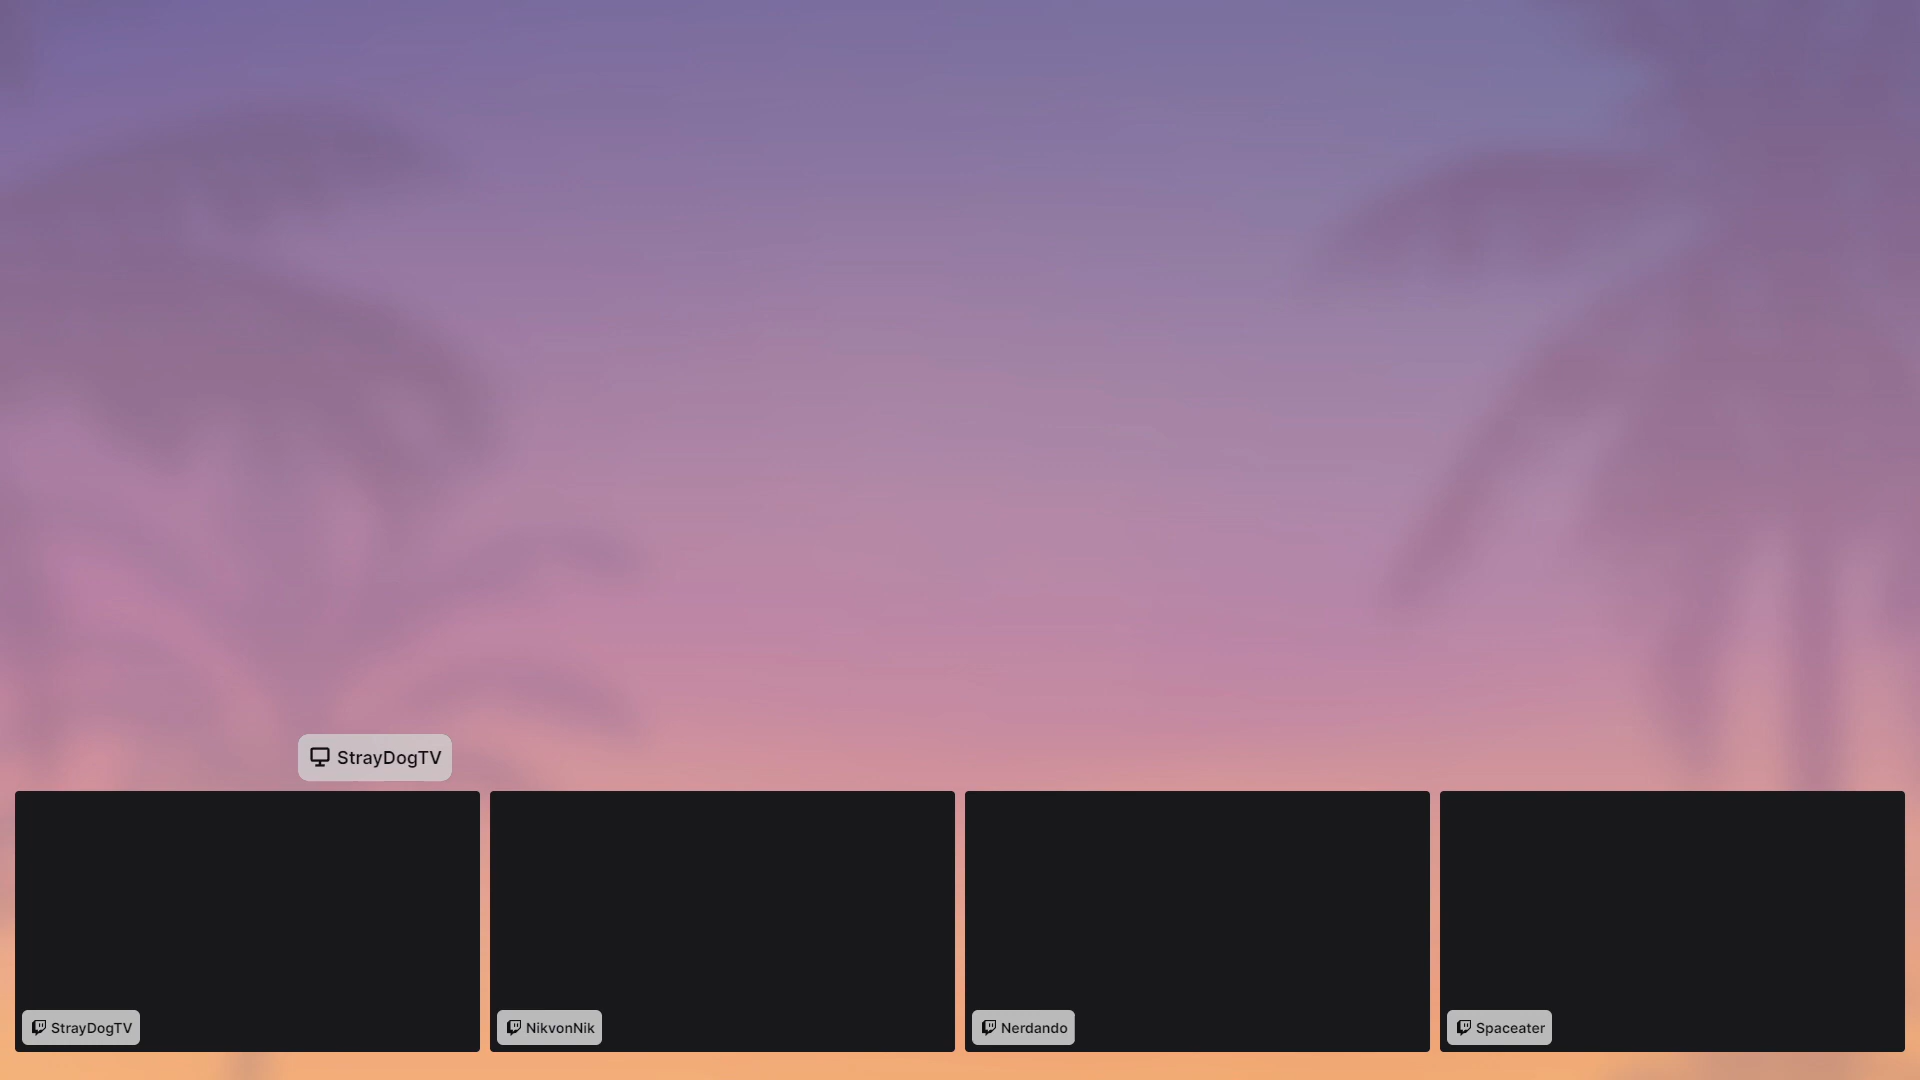 StrayDogTV
StrayDogTV
NikvonNik
Nerdando
Spaceater